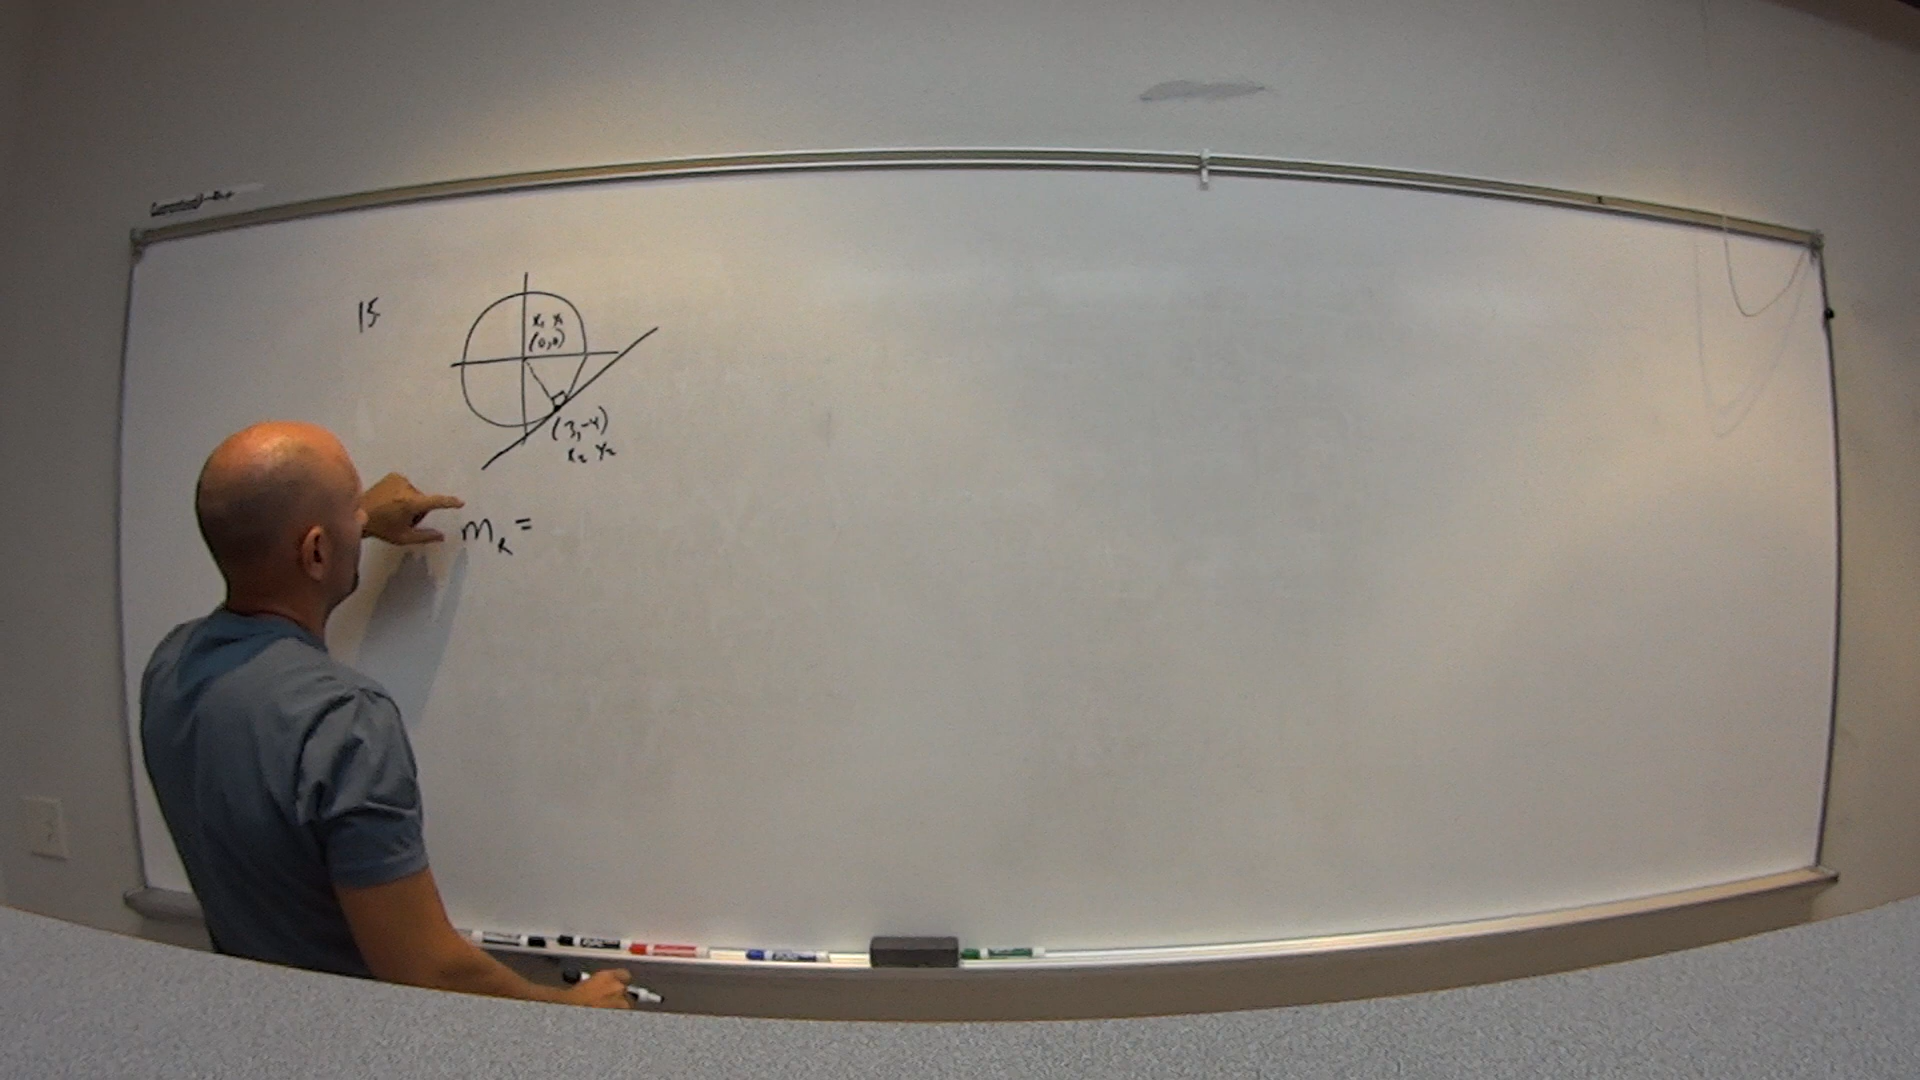 15
x₁ y₁
(0,0)
(3,-4)
x₂ y₂
m_R =